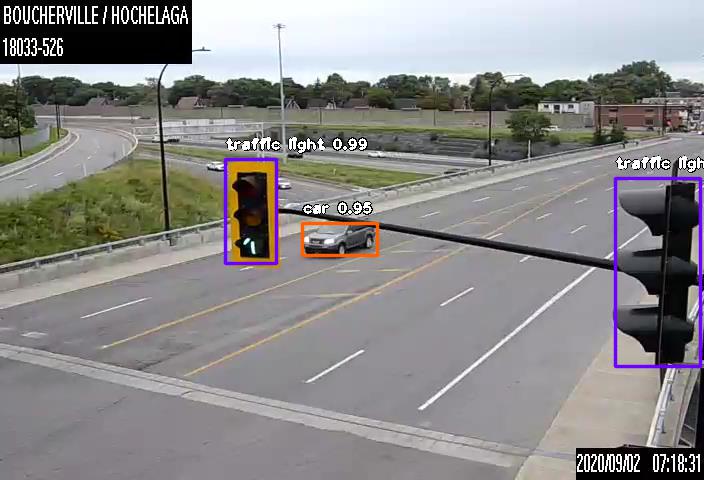 BOUCHERVILLE / HOCHELAGA
18033-526
traffic light 0.99
traffic ligh
car 0.95
2020/09/02 07:18:31